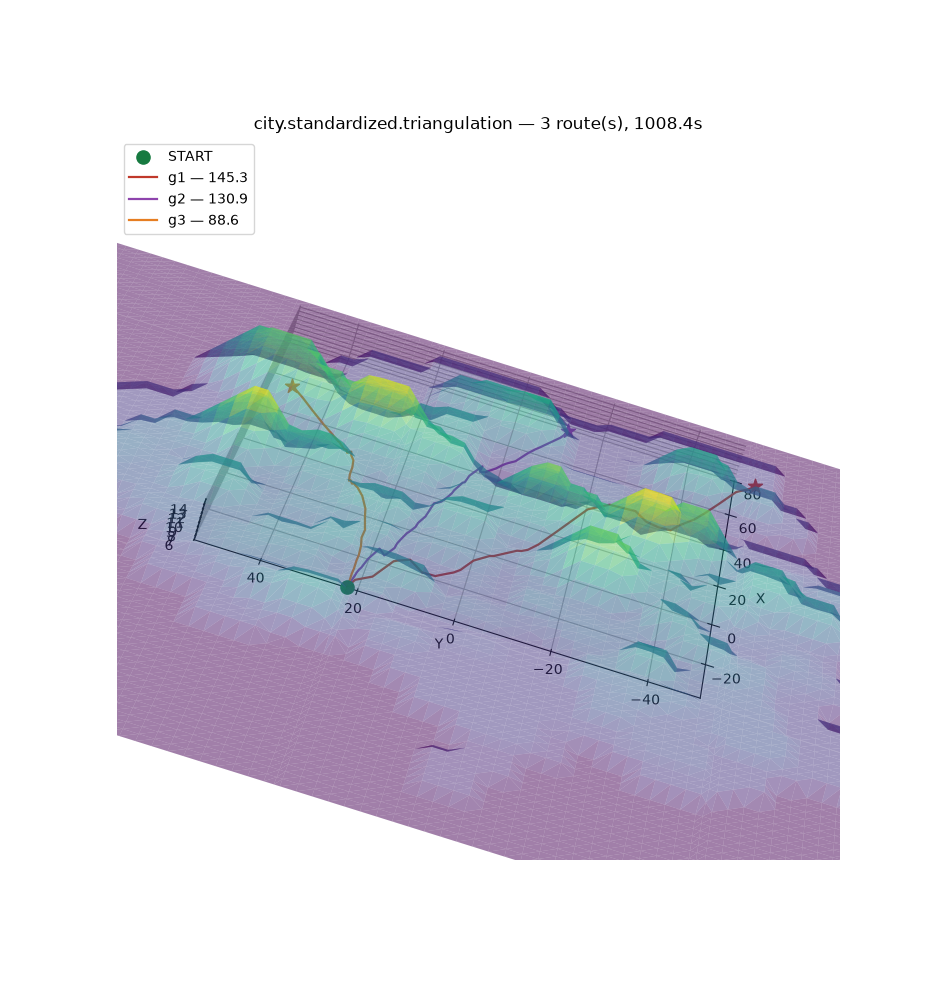 city.standardized.triangulation — 3 route(s), 1008.4s
START
g1 — 145.3
g2 — 130.9
g3 — 88.6
80
60
40
20
0
−20
X
Z
14
6
40
20
0
−20
−40
Y